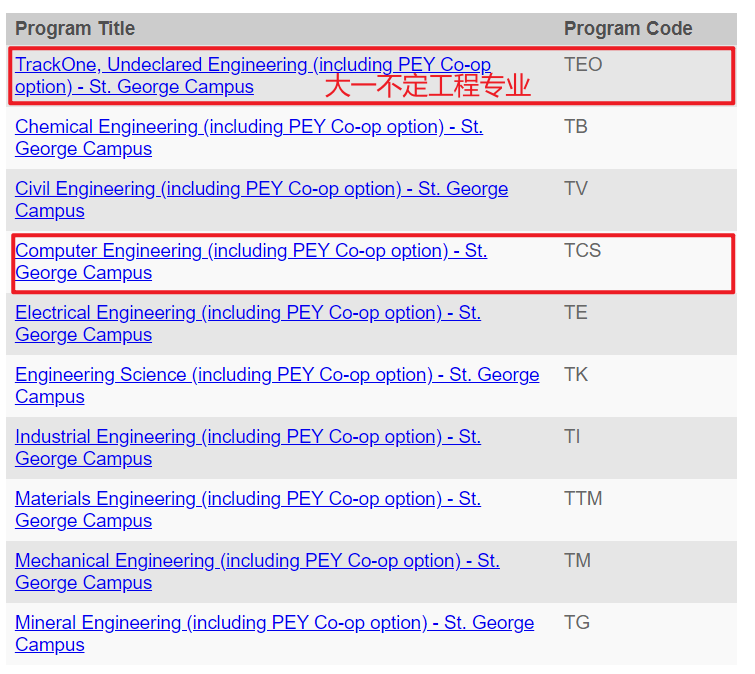 Program Title Program Code
TrackOne, Undeclared Engineering (including PEY Co-op TEO
option) - St. George Campus 大一不定工程专业
Chemical Engineering (including PEY Co-op option) - St. TB
George Campus
Civil Engineering (including PEY Co-op option) - St. George TV
Campus
Computer Engineering (including PEY Co-op option) - St. TCS
George Campus
Electrical Engineering (including PEY Co-op option) - St. TE
George Campus
Engineering Science (including PEY Co-op option) - St. George TK
Campus
Industrial Engineering (including PEY Co-op option) - St. TI
George Campus
Materials Engineering (including PEY Co-op option) - St. TTM
George Campus
Mechanical Engineering (including PEY Co-op option) - St. TM
George Campus
Mineral Engineering (including PEY Co-op option) - St. George TG
Campus